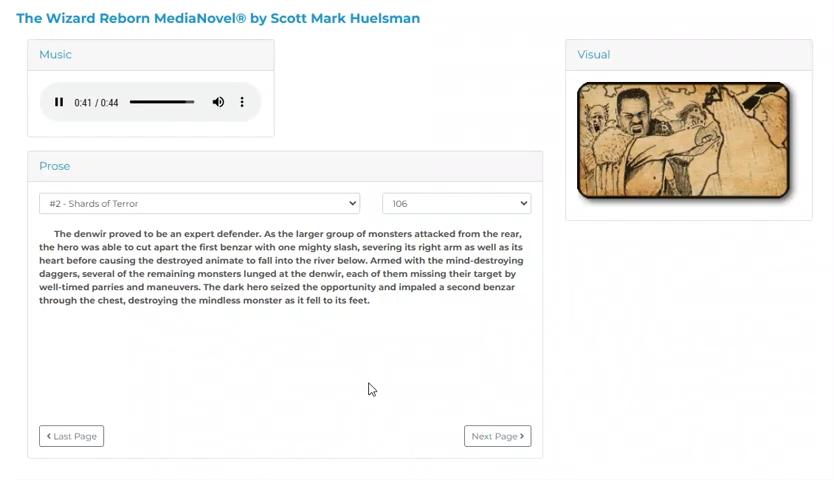 The Wizard Reborn MediaNovel® by Scott Mark Huelsman
Music
0:41 / 0:44
Visual
Prose
#2 - Shards of Terror
106
The denwir proved to be an expert defender. As the larger group of monsters attacked from the rear,
the hero was able to cut apart the first benzar with one mighty slash, severing its right arm as well as its
heart before causing the destroyed animate to fall into the river below. Armed with the mind-destroying
daggers, several of the remaining monsters lunged at the denwir, each of them missing their target by
well-timed parries and maneuvers. The dark hero seized the opportunity and impaled a second benzar
through the chest, destroying the mindless monster as it fell to its feet.
Last Page
Next Page